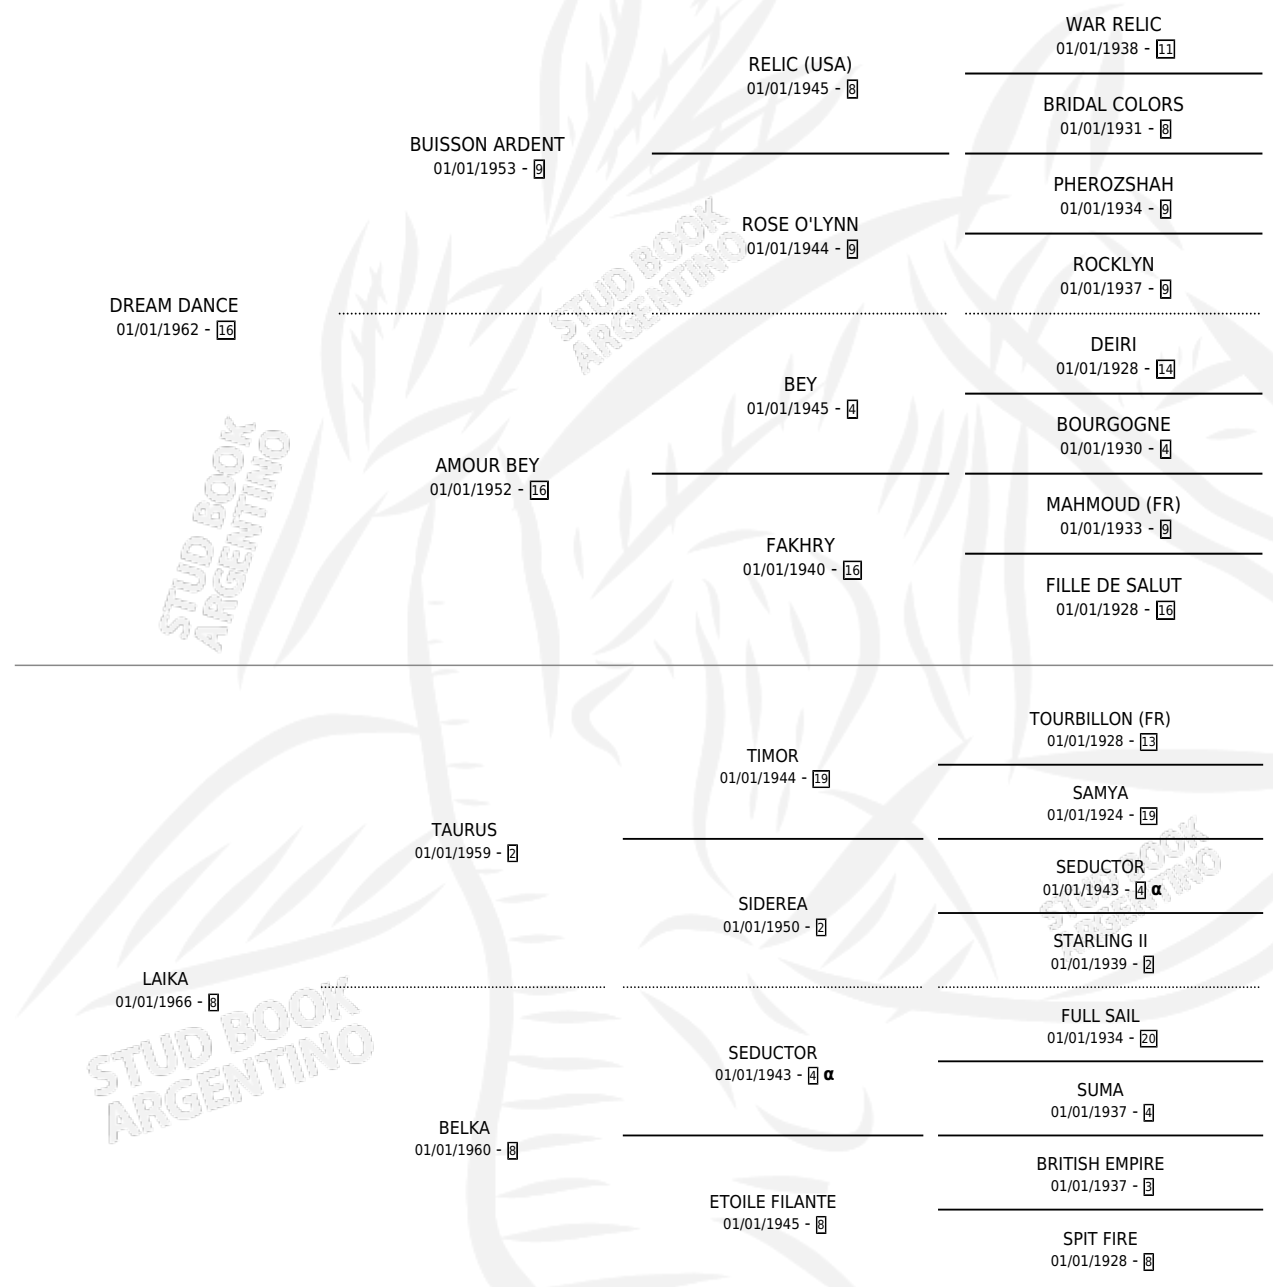 WAR RELIC
01/01/1938 - 11
RELIC (USA)
01/01/1945 - 8
BRIDAL COLORS
01/01/1931 - 8
BUISSON ARDENT
01/01/1953 - 9
PHEROZSHAH
01/01/1934 - 9
ROSE O'LYNN
01/01/1944 - 9
ROCKLYN
01/01/1937 - 9
DREAM DANCE
01/01/1962 - 16
DEIRI
01/01/1928 - 14
BEY
01/01/1945 - 4
BOURGOGNE
01/01/1930 - 4
AMOUR BEY
01/01/1952 - 16
MAHMOUD (FR)
01/01/1933 - 9
FAKHRY
01/01/1940 - 16
FILLE DE SALUT
01/01/1928 - 16
TOURBILLON (FR)
01/01/1928 - 13
TIMOR
01/01/1944 - 19
SAMYA
01/01/1924 - 19
TAURUS
01/01/1959 - 2
SEDUCTOR
01/01/1943 - 4 α
SIDEREA
01/01/1950 - 2
STARLING II
01/01/1939 - 2
LAIKA
01/01/1966 - 8
FULL SAIL
01/01/1934 - 20
SEDUCTOR
01/01/1943 - 4 α
SUMA
01/01/1937 - 4
BELKA
01/01/1960 - 8
BRITISH EMPIRE
01/01/1937 - 3
ETOILE FILANTE
01/01/1945 - 8
SPIT FIRE
01/01/1928 - 8
STUD BOOK
ARGENTINO
STUD BOOK
ARGENTINO
STUD BOOK
ARGENTINO
STUD BOOK
ARGENTINO